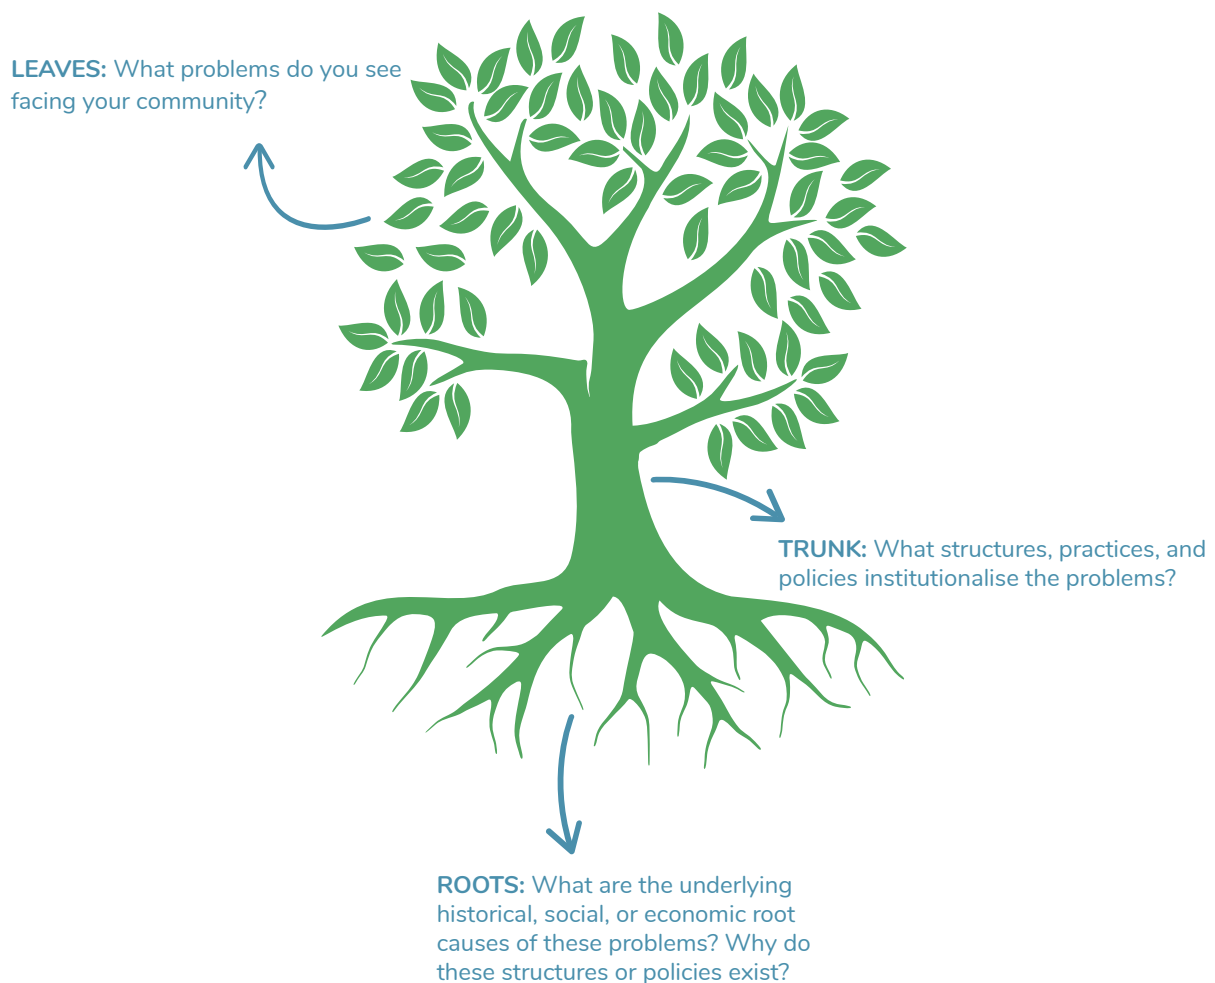 LEAVES: What problems do you see
facing your community?
TRUNK: What structures, practices, and
policies institutionalise the problems?
ROOTS: What are the underlying
historical, social, or economic root
causes of these problems? Why do
these structures or policies exist?